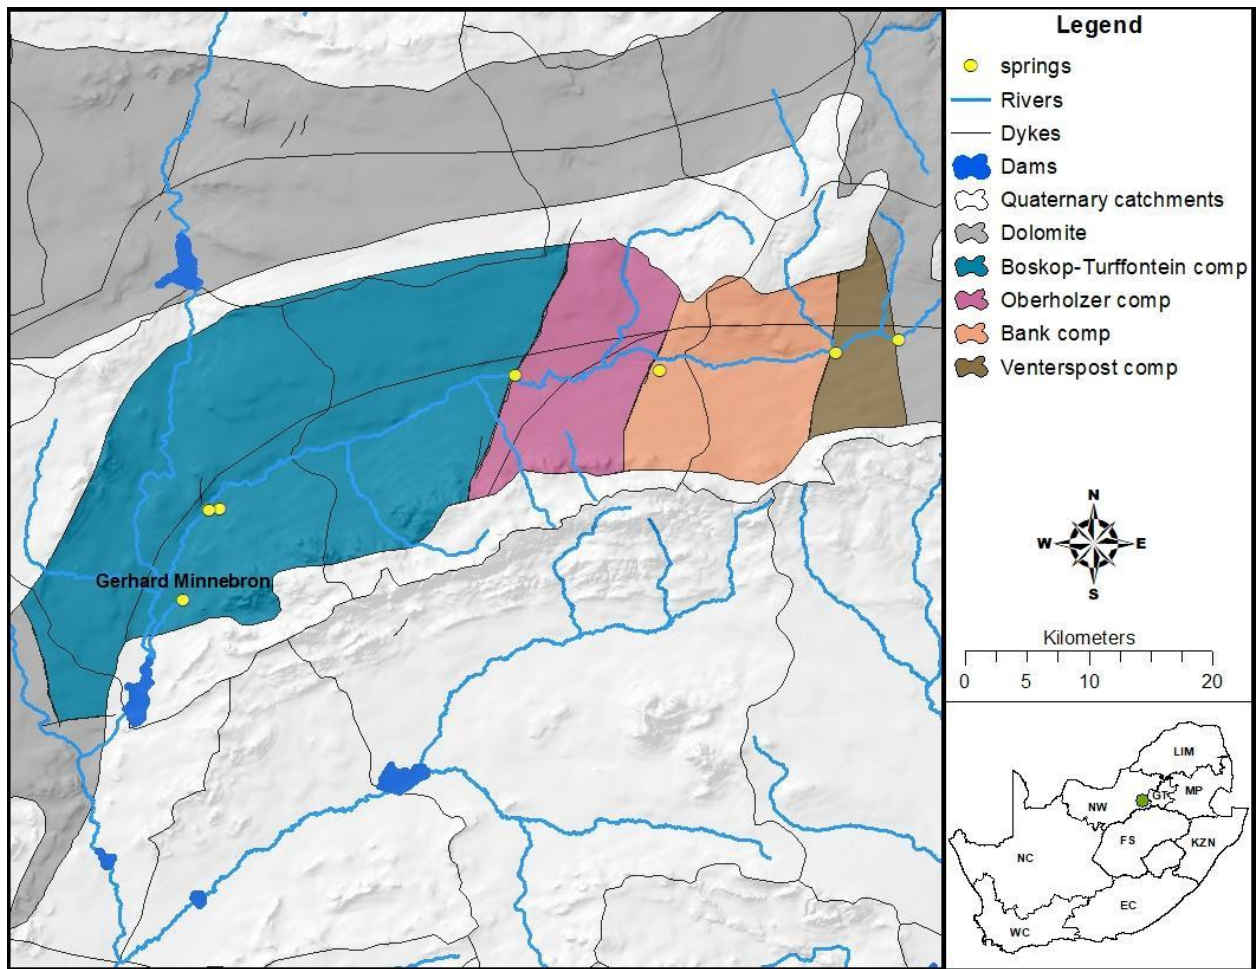 Gerhard Minnebron
Legend
springs
Rivers
Dykes
Dams
Quaternary catchments
Dolomite
Boskop-Turffontein comp
Oberholzer comp
Bank comp
Venterspost comp
N
W E
S
Kilometers
0 5 10 20
LIM
GT MP
NW
FS
KZN
NC
EC
WC